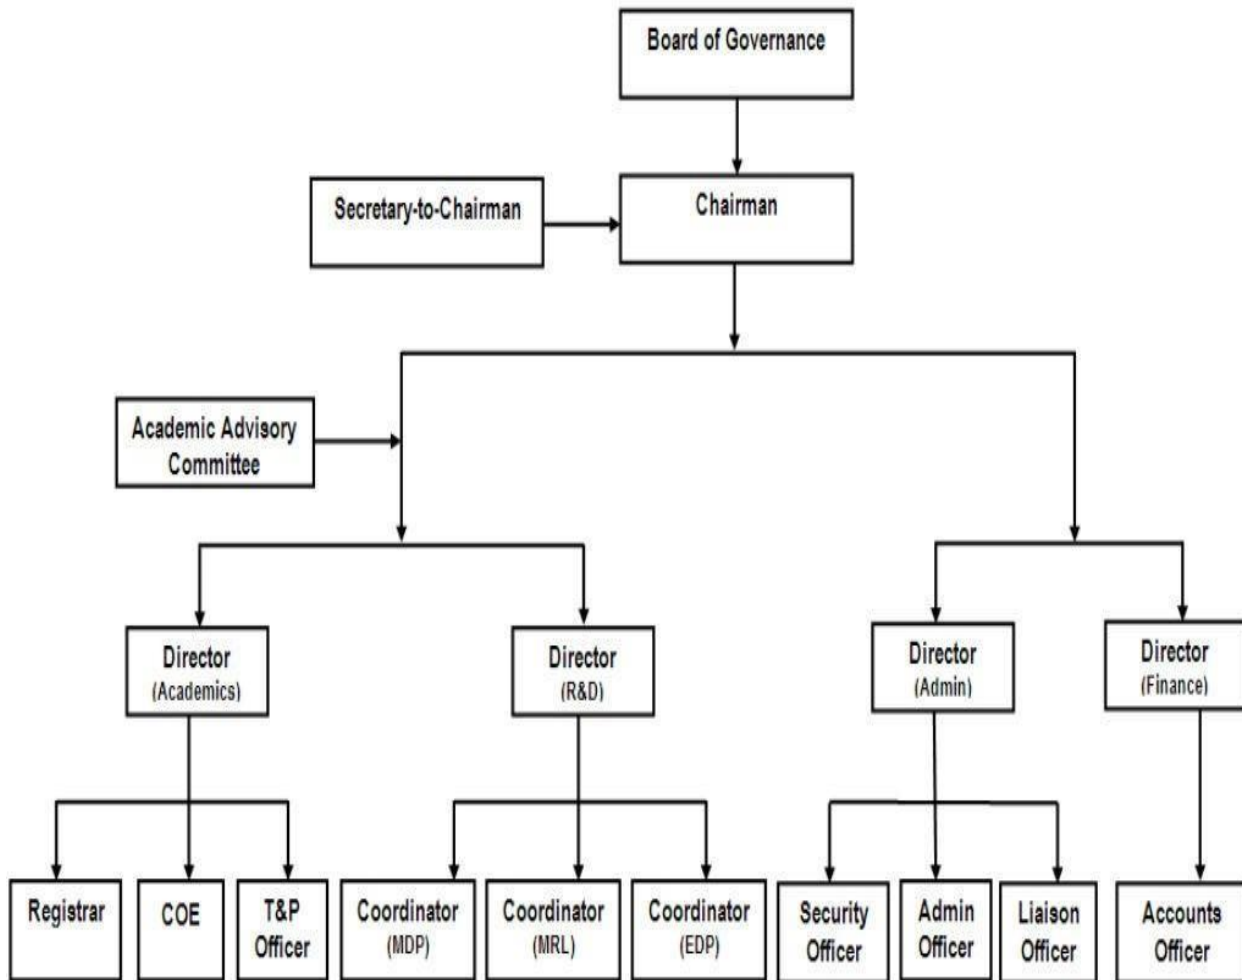 Board of Governance
Secretary-to-Chairman
Chairman
Academic Advisory
Committee
Director
(Academics)
Director
(R&D)
Director
(Admin)
Director
(Finance)
Registrar
COE
T&P
Officer
Coordinator
(MDP)
Coordinator
(MRL)
Coordinator
(EDP)
Security
Officer
Admin
Officer
Liaison
Officer
Accounts
Officer